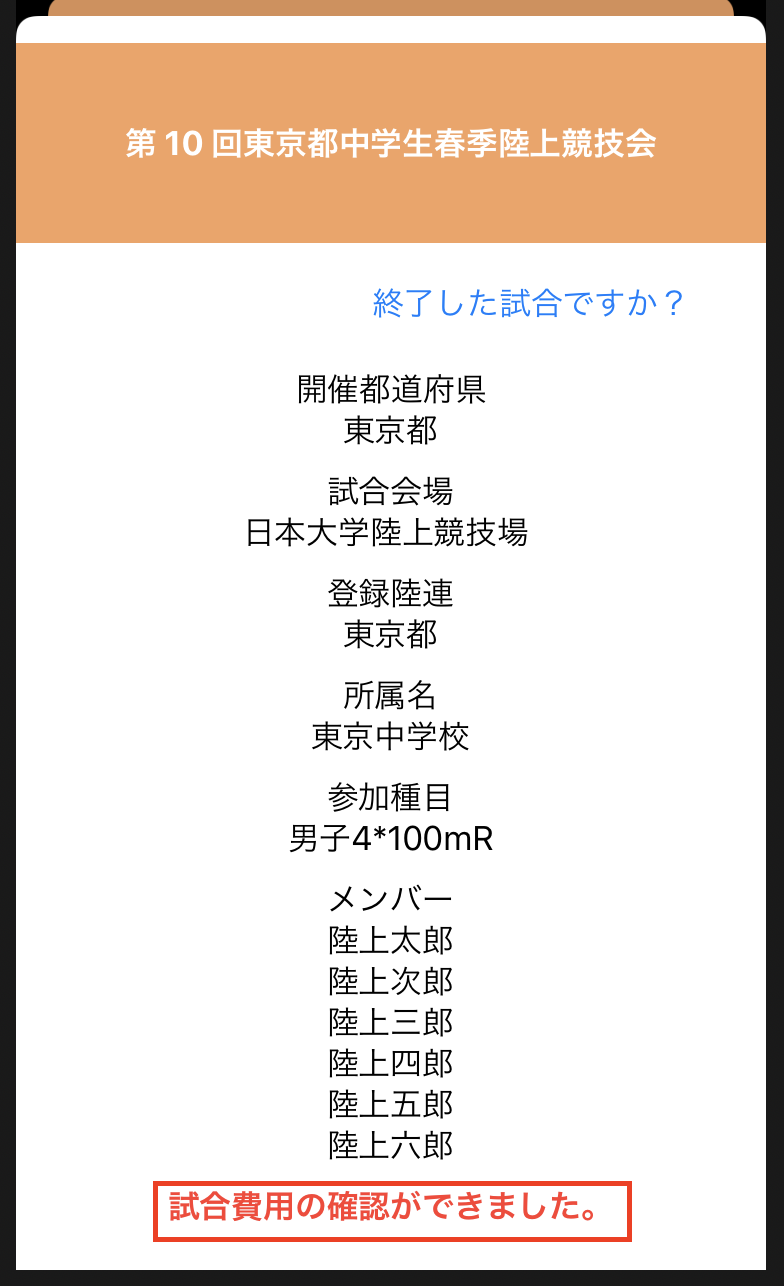 第 10 回東京都中学生春季陸上競技会
終了した試合ですか？
開催都道府県
東京都
試合会場
日本大学陸上競技場
登録陸連
東京都
所属名
東京中学校
参加種目
男子4*100mR
メンバー
陸上太郎
陸上次郎
陸上三郎
陸上四郎
陸上五郎
陸上六郎
試合費用の確認ができました。